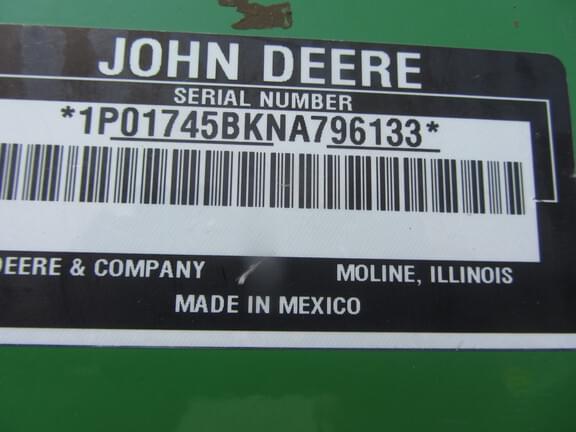 JOHN DEERE
SERIAL NUMBER
*1P01745BKNA796133*
DEERE & COMPANY MOLINE, ILLINOIS
MADE IN MEXICO